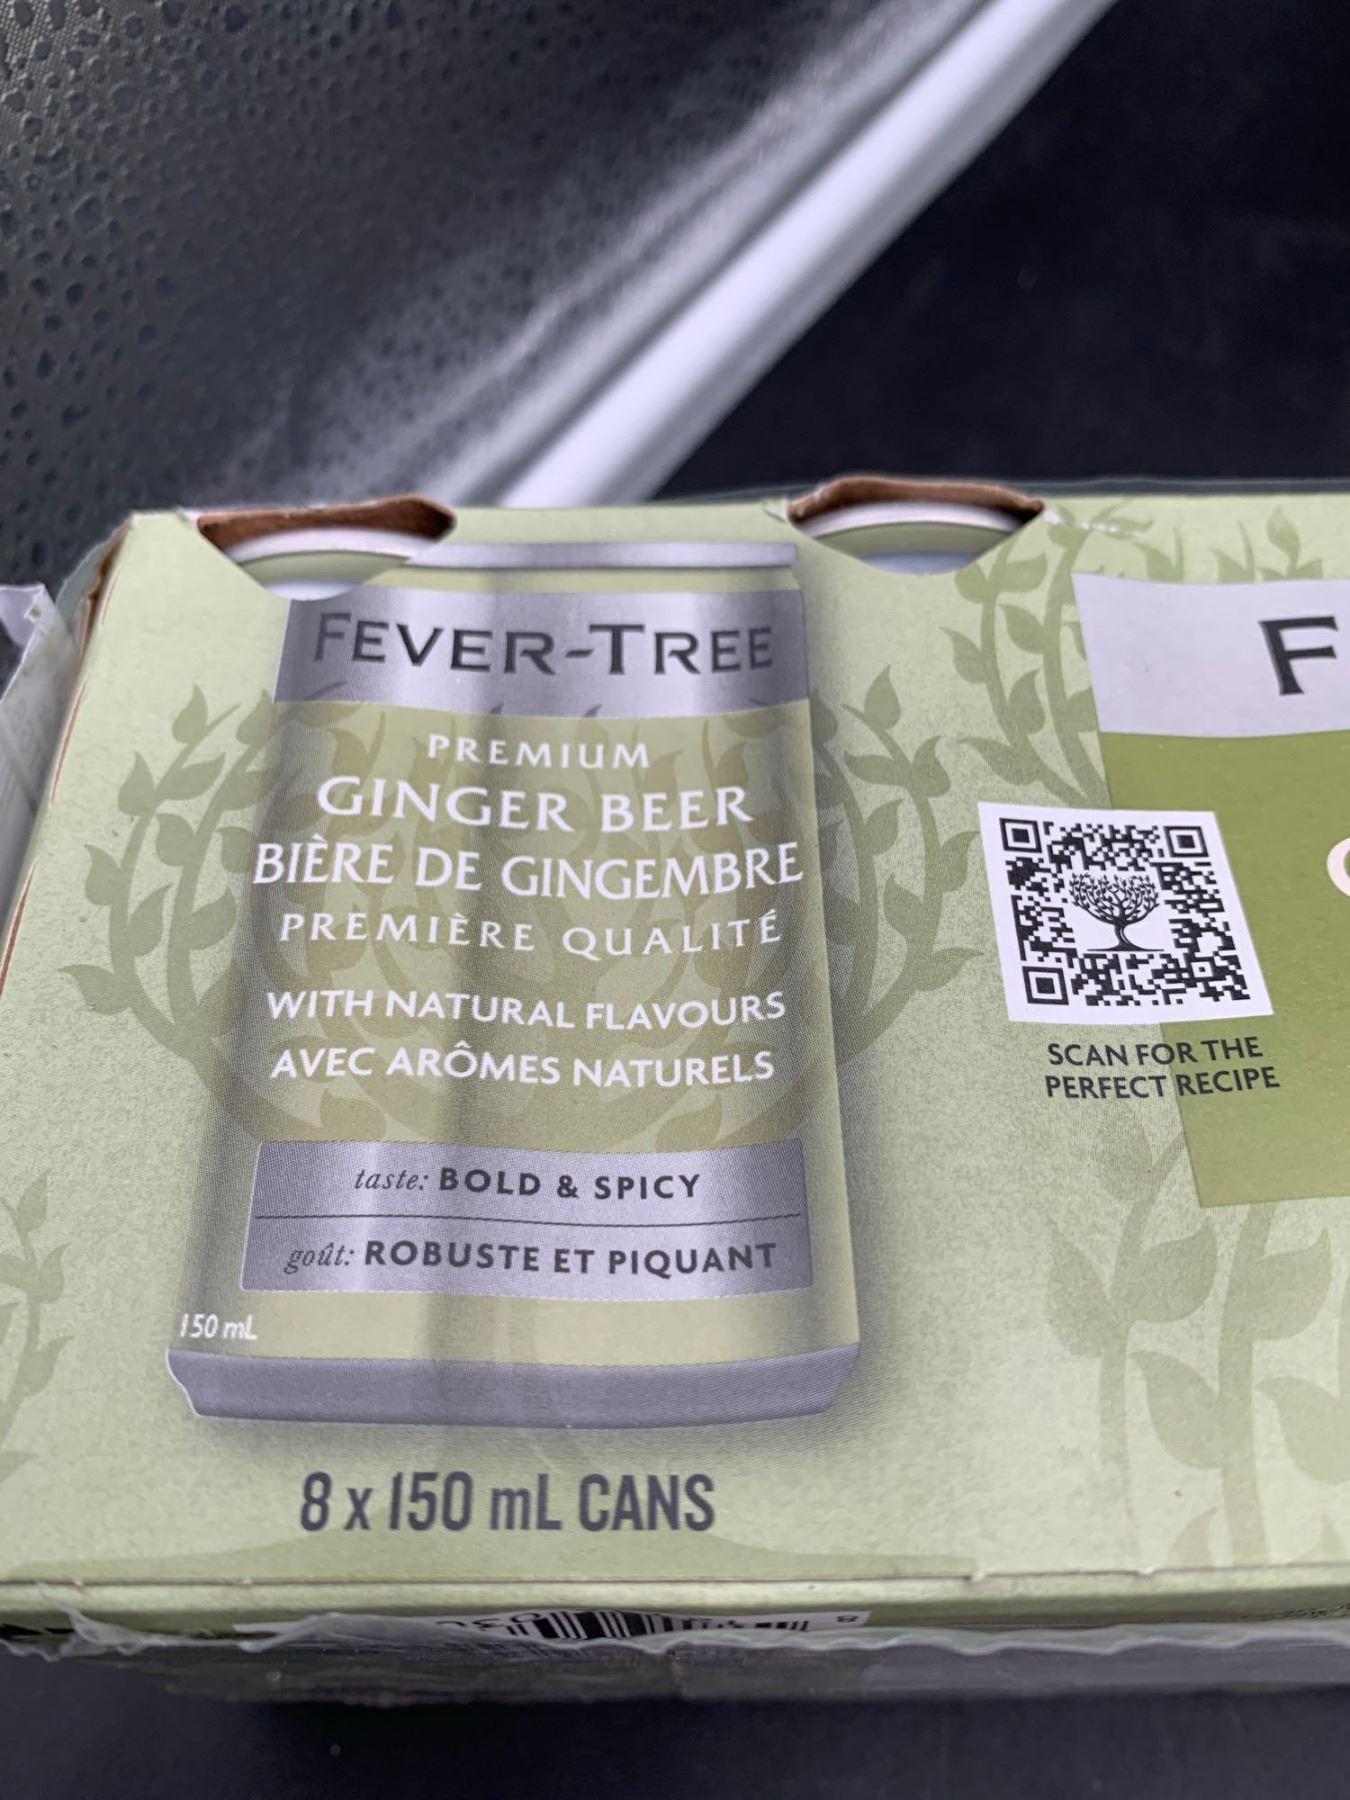 FEVER-TREE
PREMIUM
GINGER BEER
BIÈRE DE GINGEMBRE
PREMIÈRE QUALITÉ
WITH NATURAL FLAVOURS
AVEC ARÔMES NATURELS
taste: BOLD & SPICY
goût: ROBUSTE ET PIQUANT
150 mL
8 x 150 mL CANS
F
SCAN FOR THE
PERFECT RECIPE